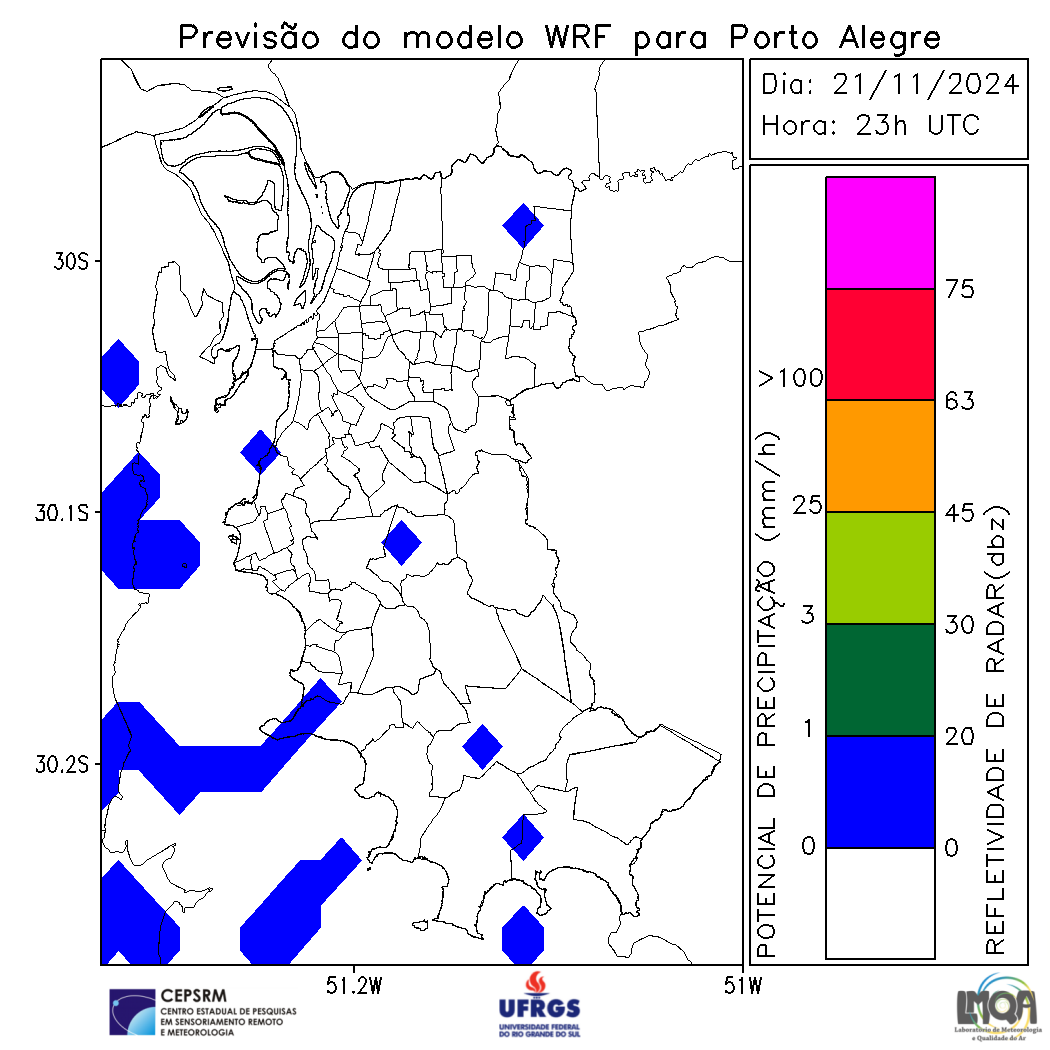 Previsão do modelo WRF para Porto Alegre
Dia: 21/11/2024
Hora: 23h UTC
30S
30.1S
30.2S
51.2W
51W
POTENCIAL DE PRECIPITAÇÃO (mm/h)
>100
25
3
1
0
75
63
45
30
20
0
REFLETIVIDADE DE RADAR(dbz)
CEPSRM
CENTRO ESTADUAL DE PESQUISAS
EM SENSORIAMENTO REMOTO
E METEOROLOGIA
UFRGS
UNIVERSIDADE FEDERAL
DO RIO GRANDE DO SUL
LMQA
Laboratório de Meteorologia
e Qualidade do Ar